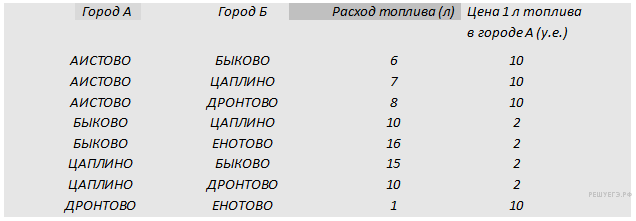 Город А Город Б Расход топлива (л) Цена 1 л топлива
в городе А (у.е.)
АИСТОВО БЫКОВО 6 10
АИСТОВО ЦАПЛИНО 7 10
АИСТОВО ДРОНТОВО 8 10
БЫКОВО ЦАПЛИНО 10 2
БЫКОВО ЕНОТОВО 16 2
ЦАПЛИНО БЫКОВО 15 2
ЦАПЛИНО ДРОНТОВО 10 2
ДРОНТОВО ЕНОТОВО 1 10
РЕШУЕГЭ.РФ